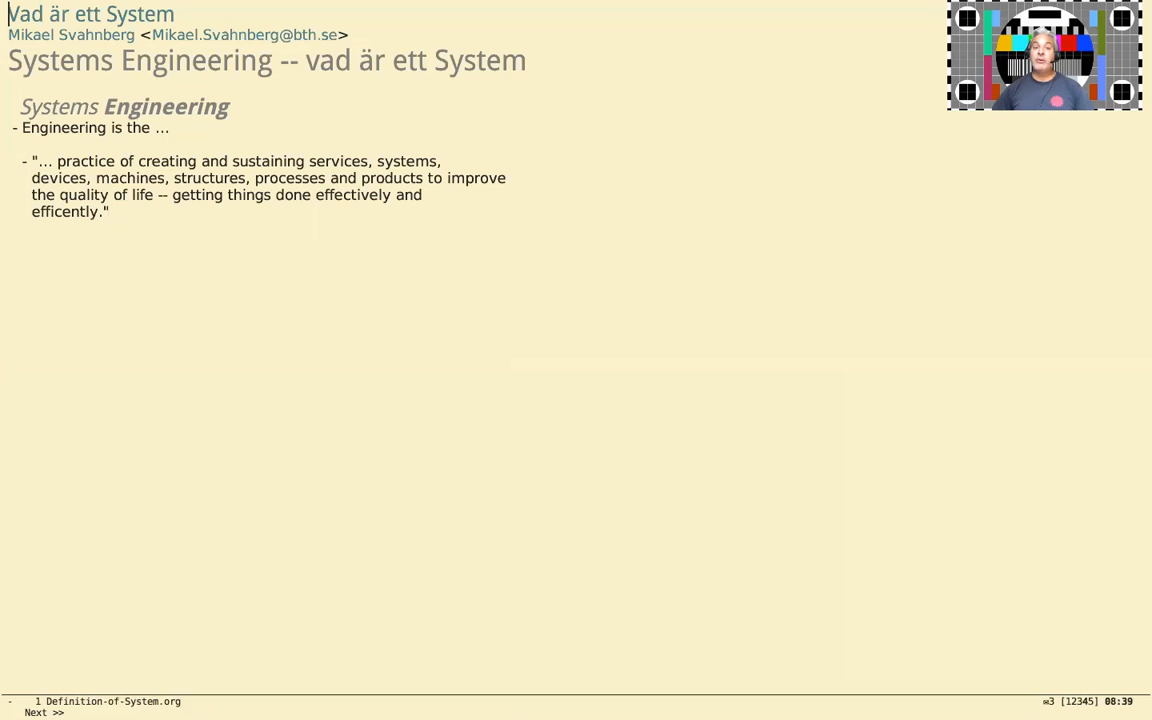 Vad är ett System
Mikael Svahnberg <Mikael.Svahnberg@bth.se>
Systems Engineering -- vad är ett System
Systems Engineering
- Engineering is the ...
- "... practice of creating and sustaining services, systems,
devices, machines, structures, processes and products to improve
the quality of life -- getting things done effectively and
efficently."
- 1 Definition-of-System.org
✉3 [12345] 08:39
Next >>